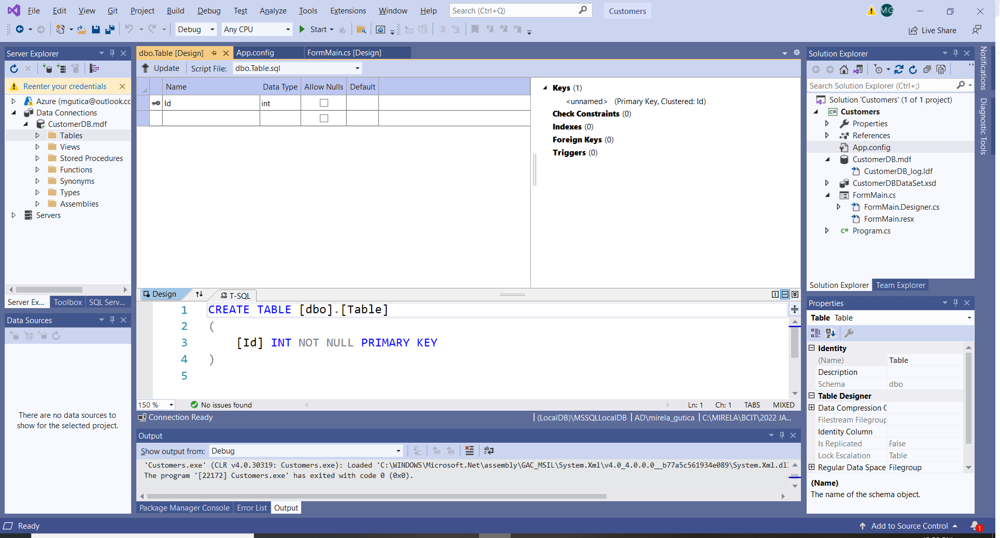 File Edit View Git Project Build Debug Test Analyze Tools Extensions Window Help Search (Ctrl+Q) Customers MG
Debug Any CPU Start Live Share
Server Explorer
Reenter your credentials
Azure (mgutica@outlook.cc
Data Connections
CustomerDB.mdf
Tables
Views
Stored Procedures
Functions
Synonyms
Types
Assemblies
Servers
Server Ex... Toolbox SQL Serv...
Data Sources
There are no data sources to
show for the selected project.
dbo.Table [Design] App.config FormMain.cs [Design]
Update Script File: dbo.Table.sql
Name Data Type Allow Nulls Default
Id int
Keys (1)
<unnamed> (Primary Key, Clustered: Id)
Check Constraints (0)
Indexes (0)
Foreign Keys (0)
Triggers (0)
Design T-SQL
1 CREATE TABLE [dbo].[Table]
2 (
3 [Id] INT NOT NULL PRIMARY KEY
4 )
5
150 % No issues found Ln: 1 Ch: 1 TABS MIXED
Connection Ready (LocalDB)\MSSQLLocalDB AD\mirela_gutica C:\MIRELA\BCIT\2022 JA...
Output
Show output from: Debug
'Customers.exe' (CLR v4.0.30319: Customers.exe): Loaded 'C:\WINDOWS\Microsoft.Net\assembly\GAC_MSIL\System.Xml\v4.0_4.0.0.0__b77a5c561934e089\System.Xml.dll
The program '[22172] Customers.exe' has exited with code 0 (0x0).
Package Manager Console Error List Output
Solution Explorer
Search Solution Explorer (Ctrl+;)
Solution 'Customers' (1 of 1 project)
C# Customers
Properties
References
App.config
CustomerDB.mdf
CustomerDB_log.ldf
CustomerDBDataSet.xsd
FormMain.cs
FormMain.Designer.cs
FormMain.resx
C# Program.cs
Solution Explorer Team Explorer
Properties
Table Table
Identity
(Name) Table
Description
Schema dbo
Table Designer
Data Compression C
Filestream Filegroup
Identity Column
Is Replicated False
Lock Escalation Table
Regular Data Space Filegroup
(Name)
The name of the schema object.
Notifications
Diagnostic Tools
Ready Add to Source Control 1